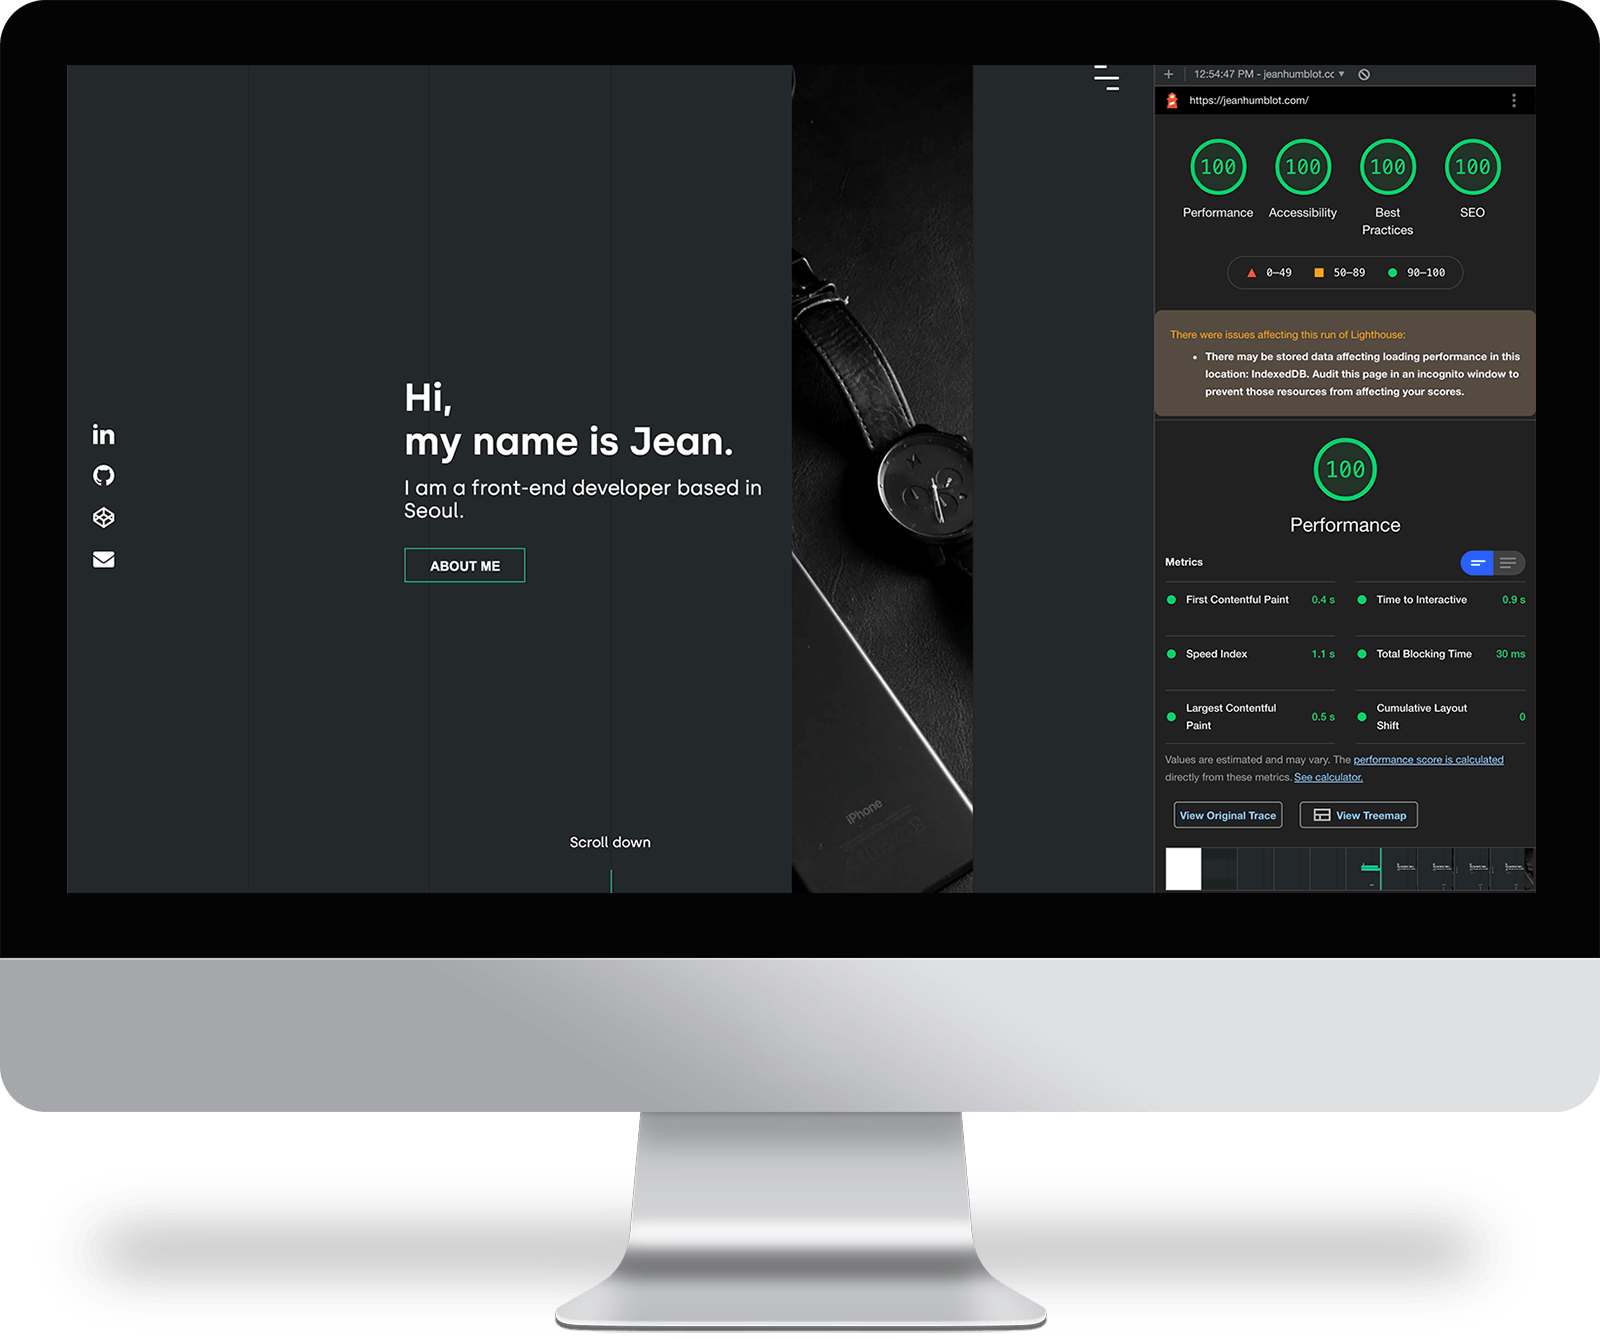 Hi,
my name is Jean.
I am a front-end developer based in
Seoul.
ABOUT ME
Scroll down
in
iPhone
12:54:47 PM - jeanhumblot.cc
https://jeanhumblot.com/
100 100 100 100
Performance Accessibility Best Practices SEO
0–49 50–89 90–100
There were issues affecting this run of Lighthouse:
• There may be stored data affecting loading performance in this
location: IndexedDB. Audit this page in an incognito window to
prevent those resources from affecting your scores.
100
Performance
Metrics
First Contentful Paint 0.4 s
Time to Interactive 0.9 s
Speed Index 1.1 s
Total Blocking Time 30 ms
Largest Contentful
Paint 0.5 s
Cumulative Layout
Shift 0
Values are estimated and may vary. The performance score is calculated
directly from these metrics. See calculator.
View Original Trace
View Treemap